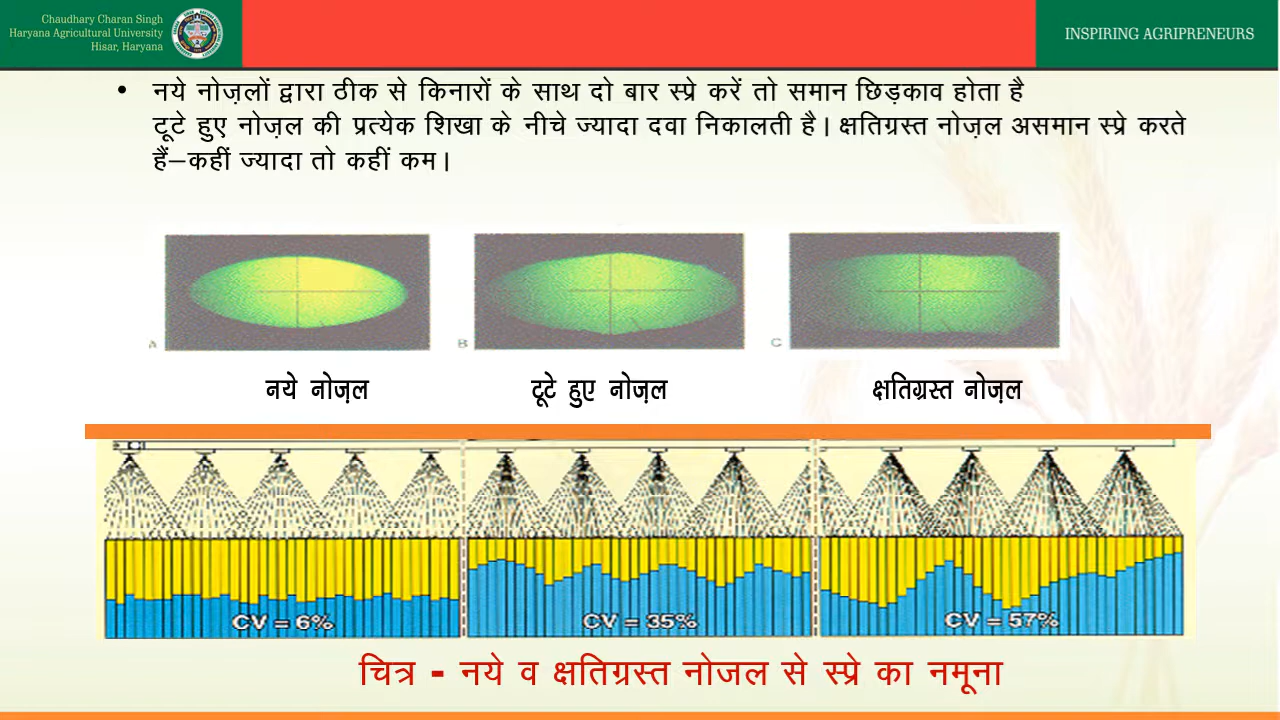 Chaudhary Charan Singh
Haryana Agricultural University
Hisar, Haryana
INSPIRING AGRIPRENEURS
• नये नोज़लों द्वारा ठीक से किनारों के साथ दो बार स्प्रे करें तो समान छिड़काव होता है
टूटे हुए नोज़ल की प्रत्येक शिखा के नीचे ज्यादा दवा निकालती है। क्षतिग्रस्त नोज़ल असमान स्प्रे करते
हैं–कहीं ज्यादा तो कहीं कम।
A B C
नये नोज़ल टूटे हुए नोज़ल क्षतिग्रस्त नोज़ल
CV = 6% CV = 35% CV = 57%
चित्र - नये व क्षतिग्रस्त नोजल से स्प्रे का नमूना